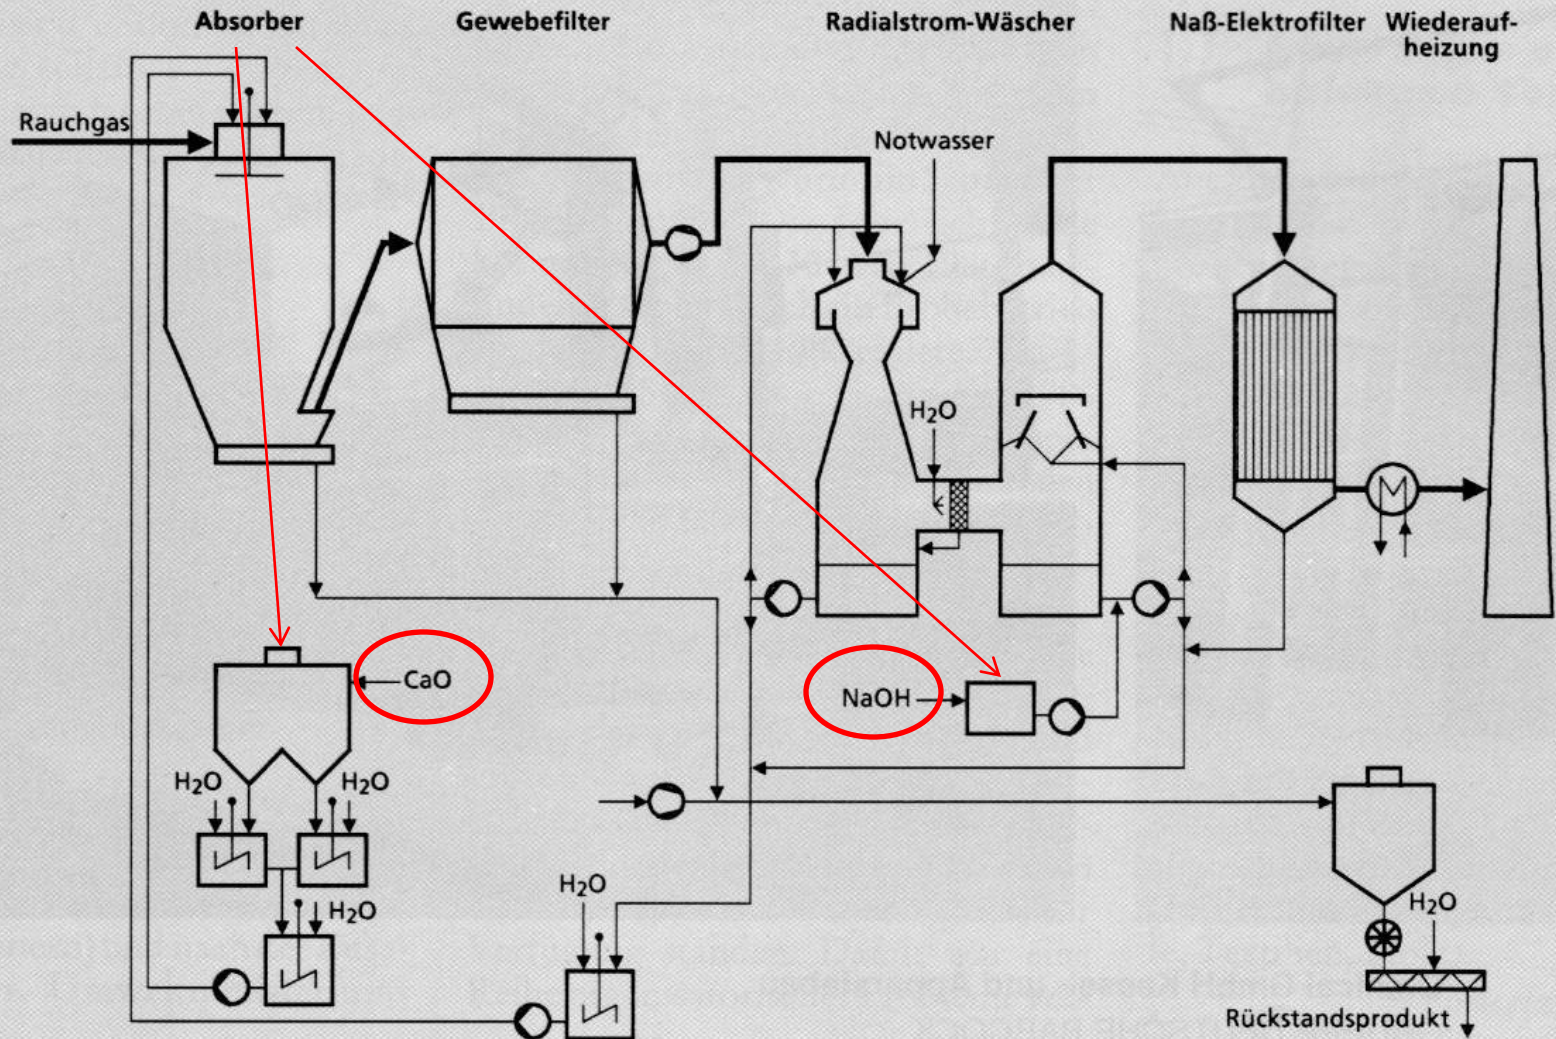 Absorber
Gewebefilter
Radialstrom-Wäscher
Naß-Elektrofilter
Wiederauf-
heizung
Rauchgas
Notwasser
H₂O
CaO
NaOH
H₂O
H₂O
H₂O
H₂O
H₂O
Rückstandsprodukt